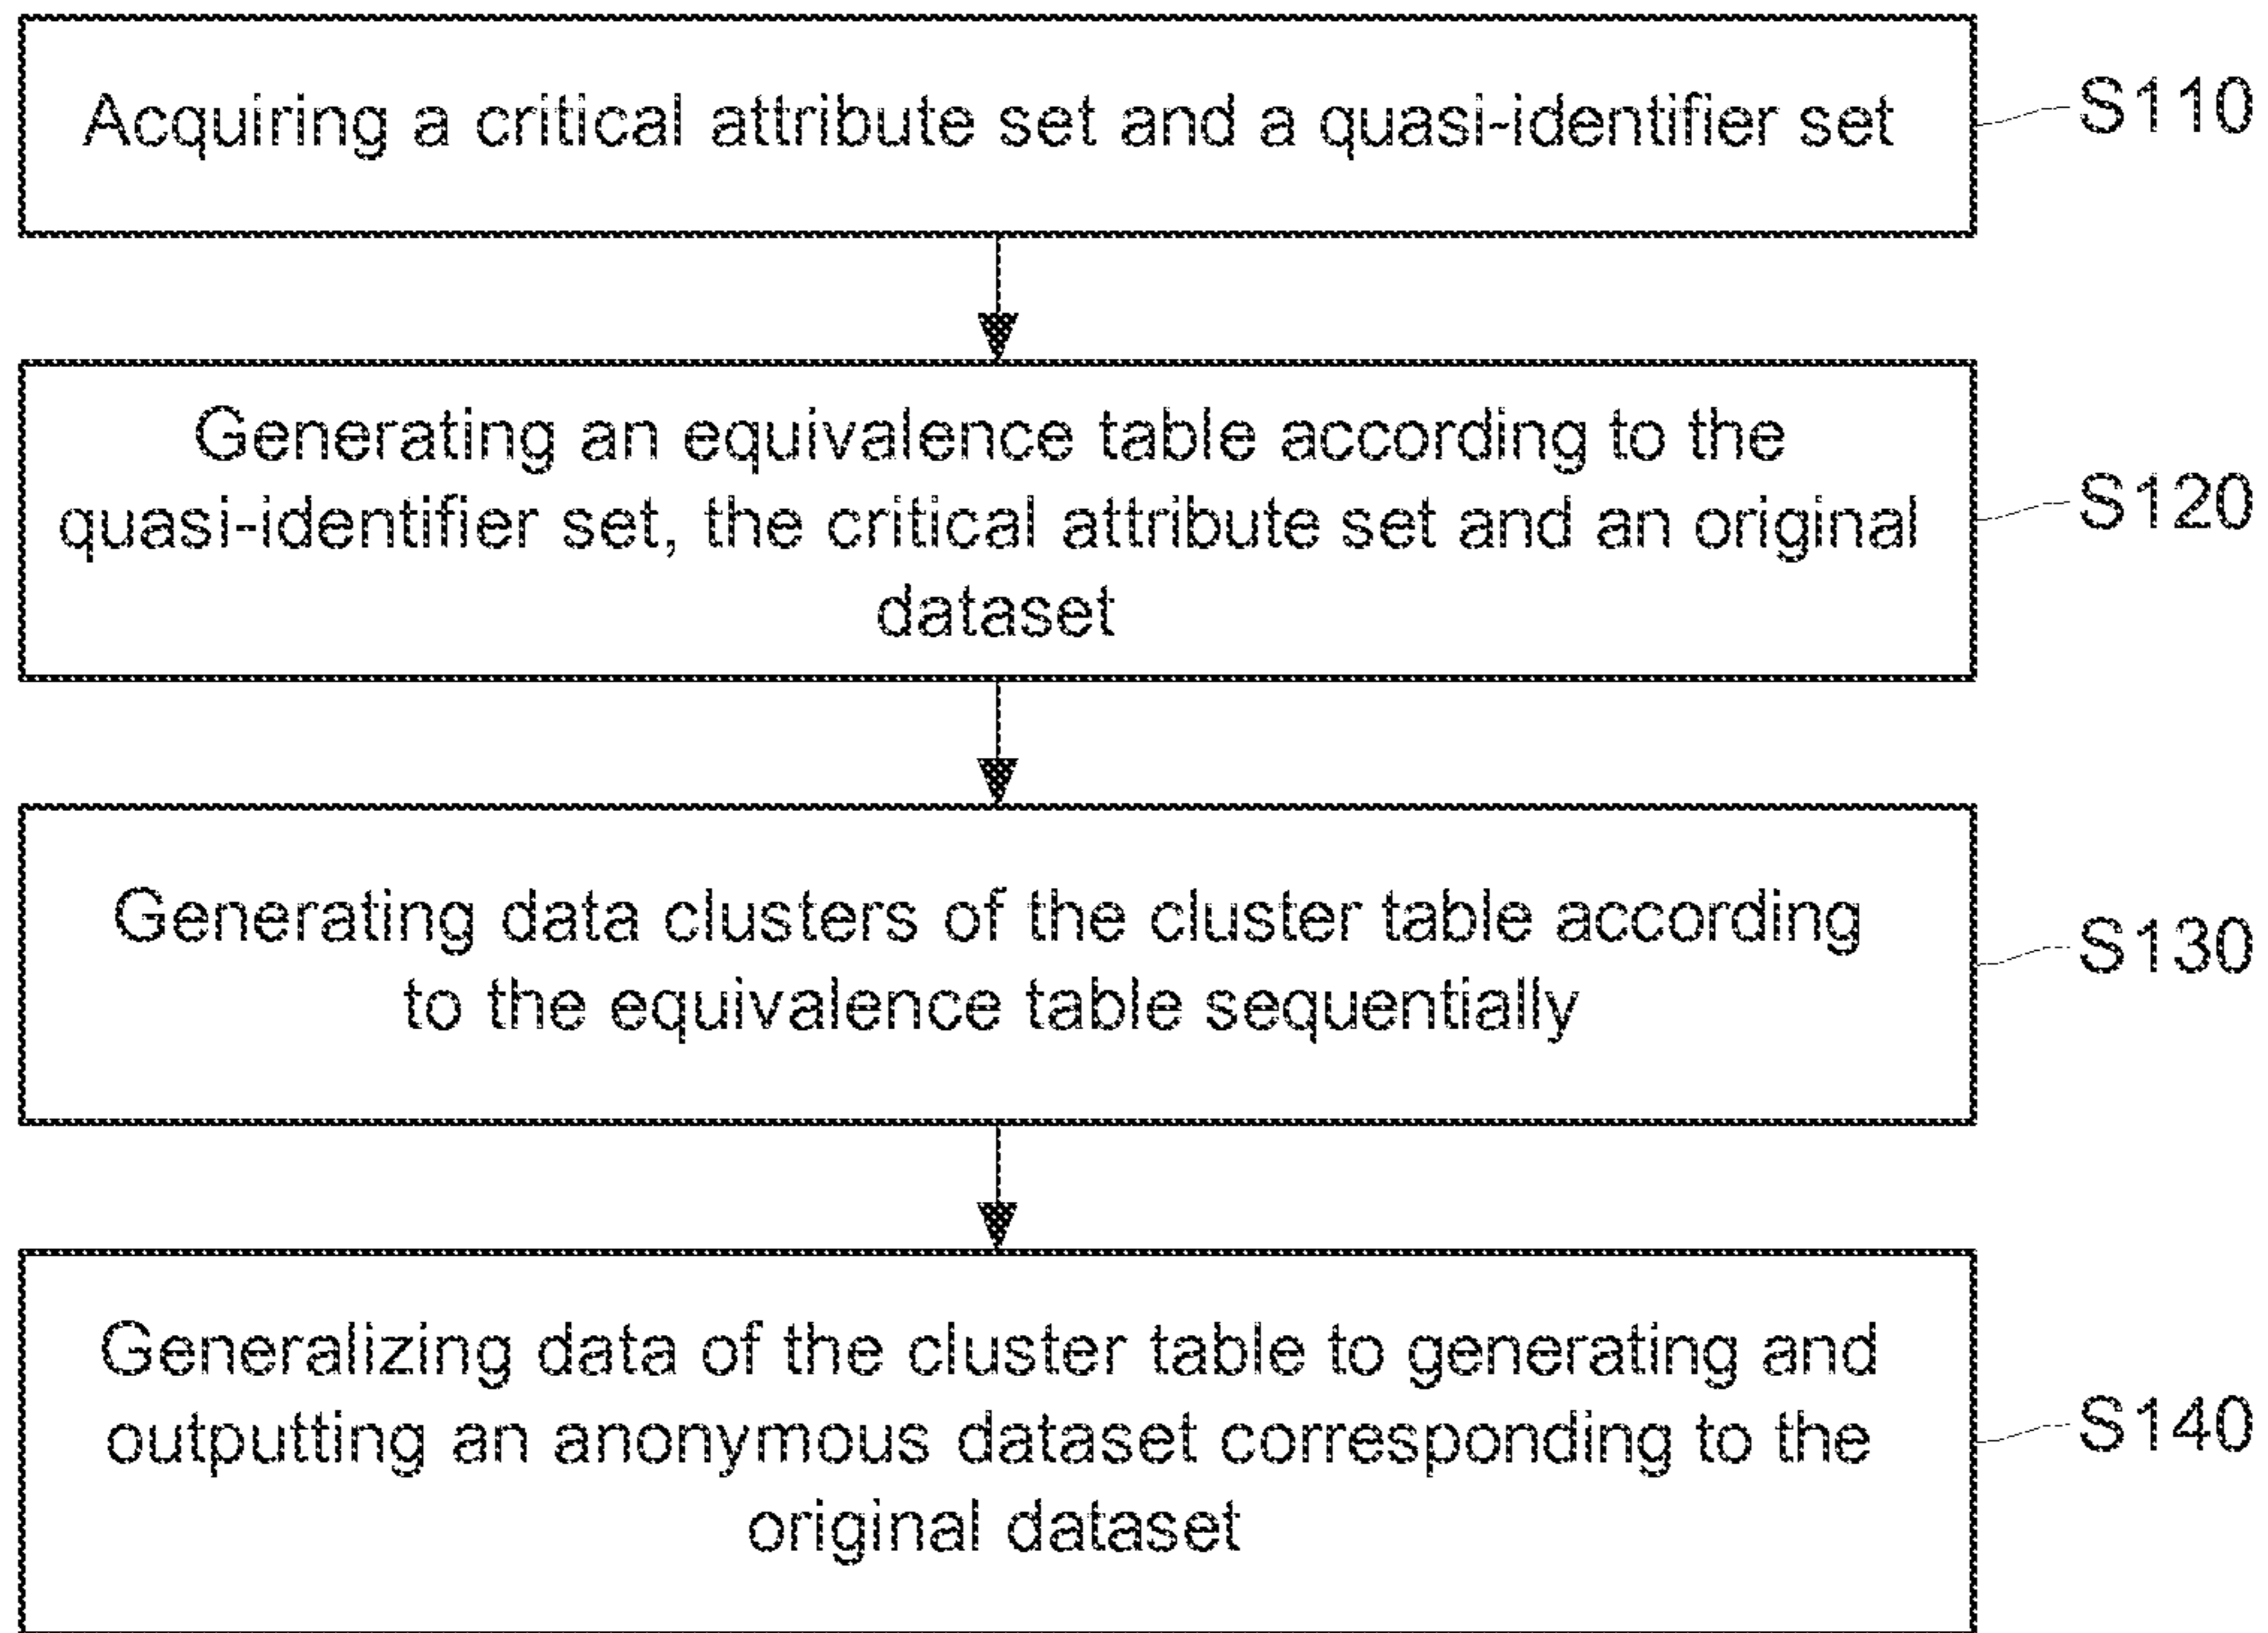 Acquiring a critical attribute set and a quasi-identifier set
S110
Generating an equivalence table according to the
quasi-identifier set, the critical attribute set and an original
dataset
S120
Generating data clusters of the cluster table according
to the equivalence table sequentially
S130
Generalizing data of the cluster table to generating and
outputting an anonymous dataset corresponding to the
original dataset
S140